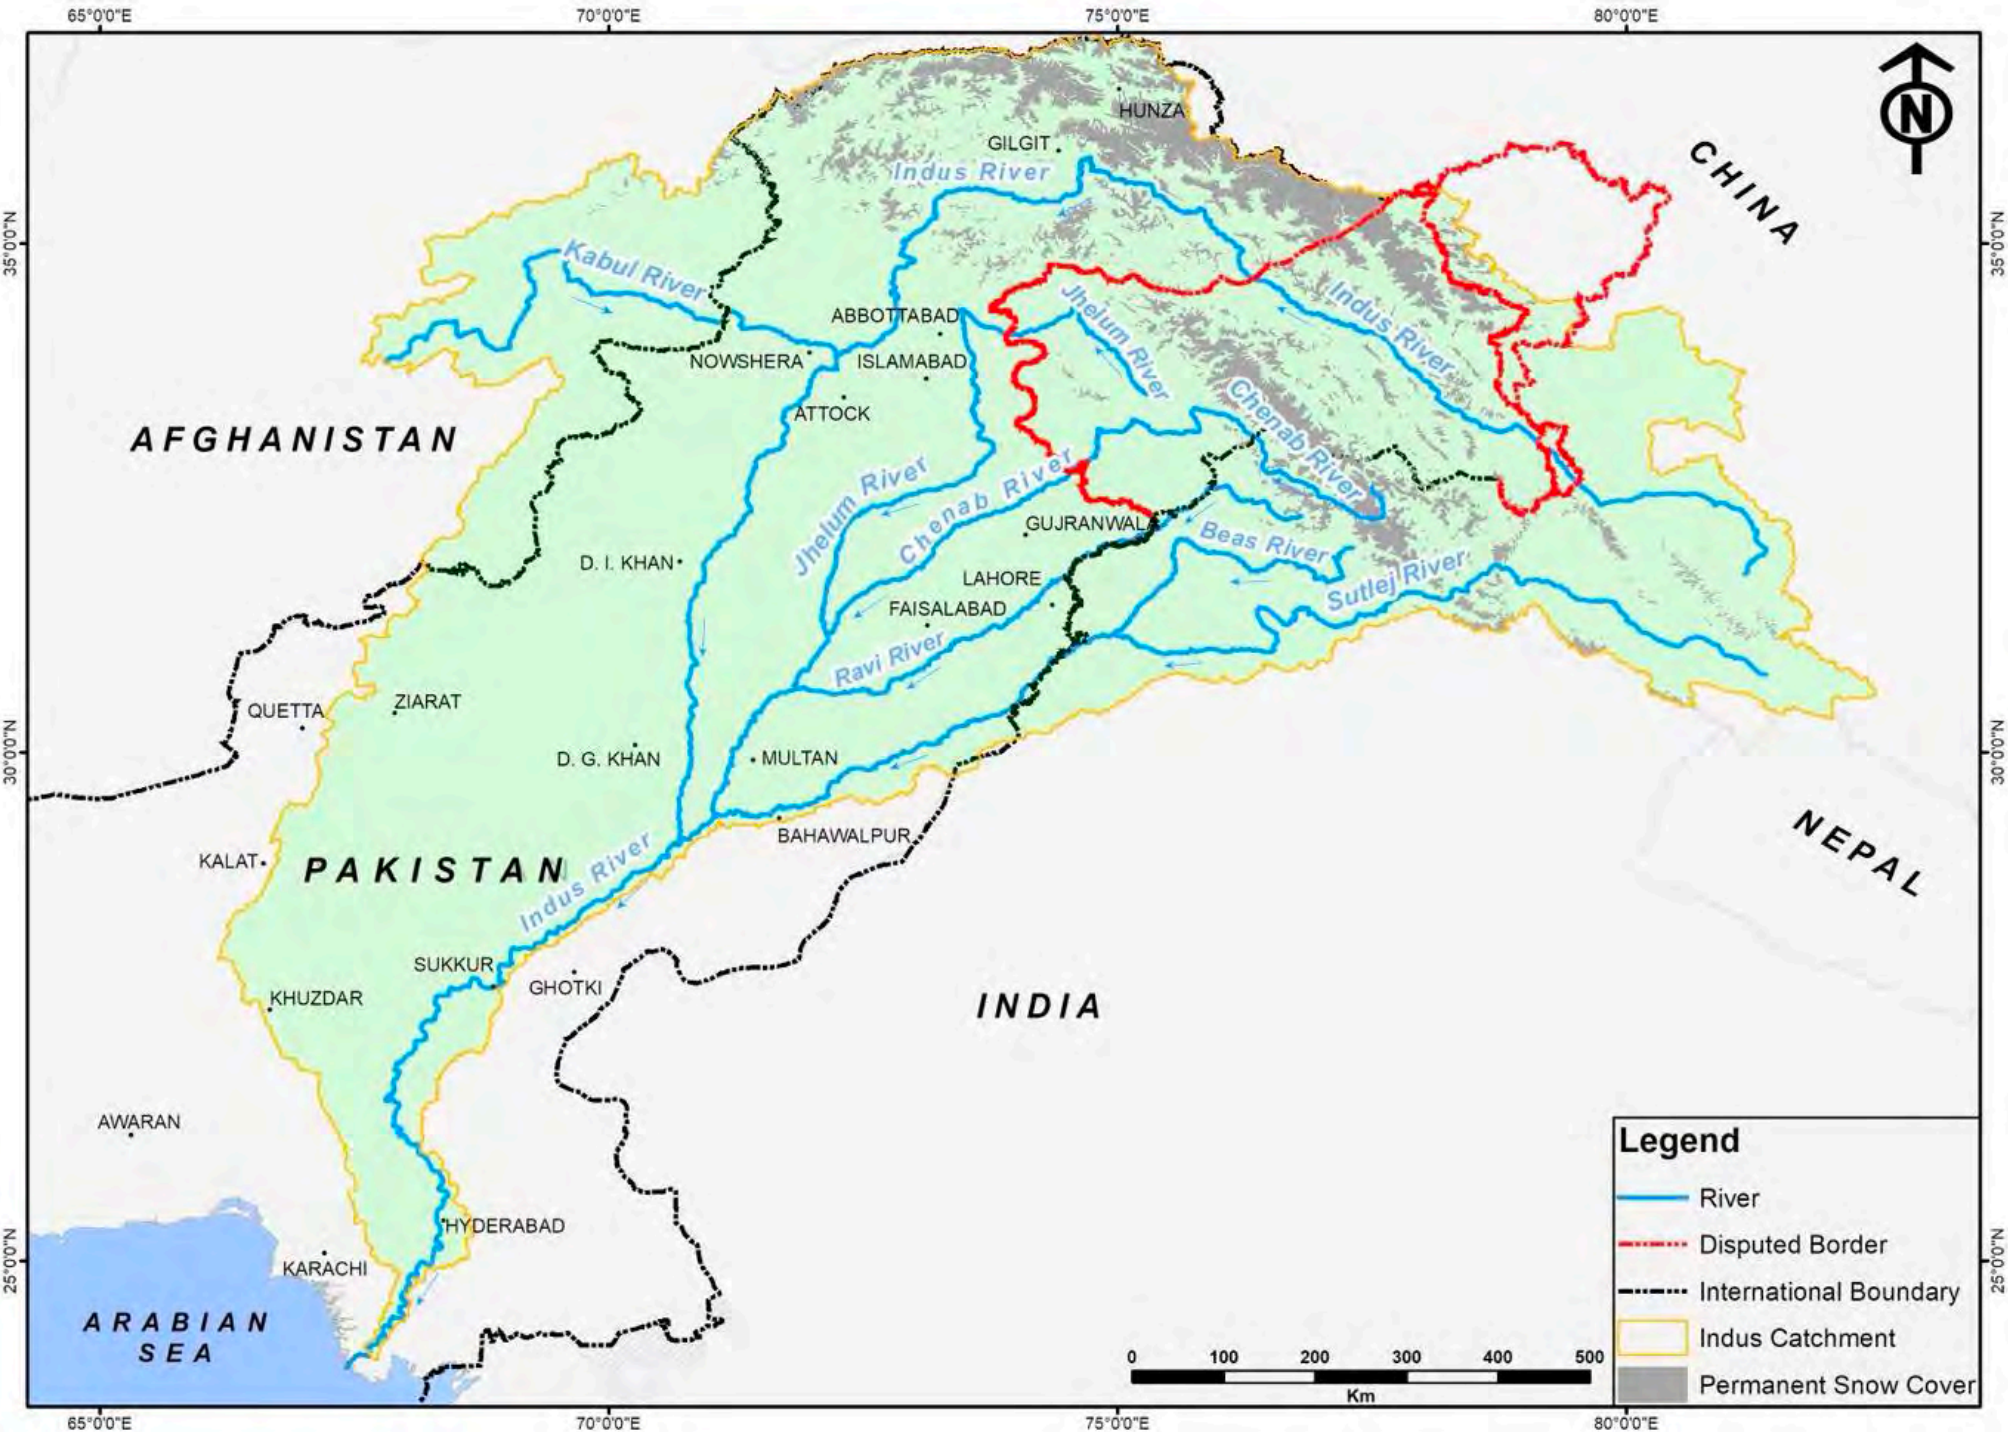 65°0'0"E
70°0'0"E
75°0'0"E
80°0'0"E
N
HUNZA
GILGIT
CHINA
Indus River
35°0'0"N
35°0'0"N
Kabul River
Jhelum River
Indus River
ABBOTTABAD
NOWSHERA
ISLAMABAD
ATTOCK
Chenab River
AFGHANISTAN
Jhelum River
Chenab River
GUJRANWALA
Beas River
D. I. KHAN
LAHORE
Sutlej River
FAISALABAD
Ravi River
ZIARAT
QUETTA
30°0'0"N
30°0'0"N
D. G. KHAN
MULTAN
BAHAWALPUR
NEPAL
KALAT
PAKISTAN
Indus River
SUKKUR
GHOTKI
KHUZDAR
INDIA
AWARAN
HYDERABAD
KARACHI
25°0'0"N
25°0'0"N
ARABIAN
SEA
Legend
River
Disputed Border
International Boundary
Indus Catchment
Permanent Snow Cover
0 100 200 300 400 500
Km
65°0'0"E
70°0'0"E
75°0'0"E
80°0'0"E